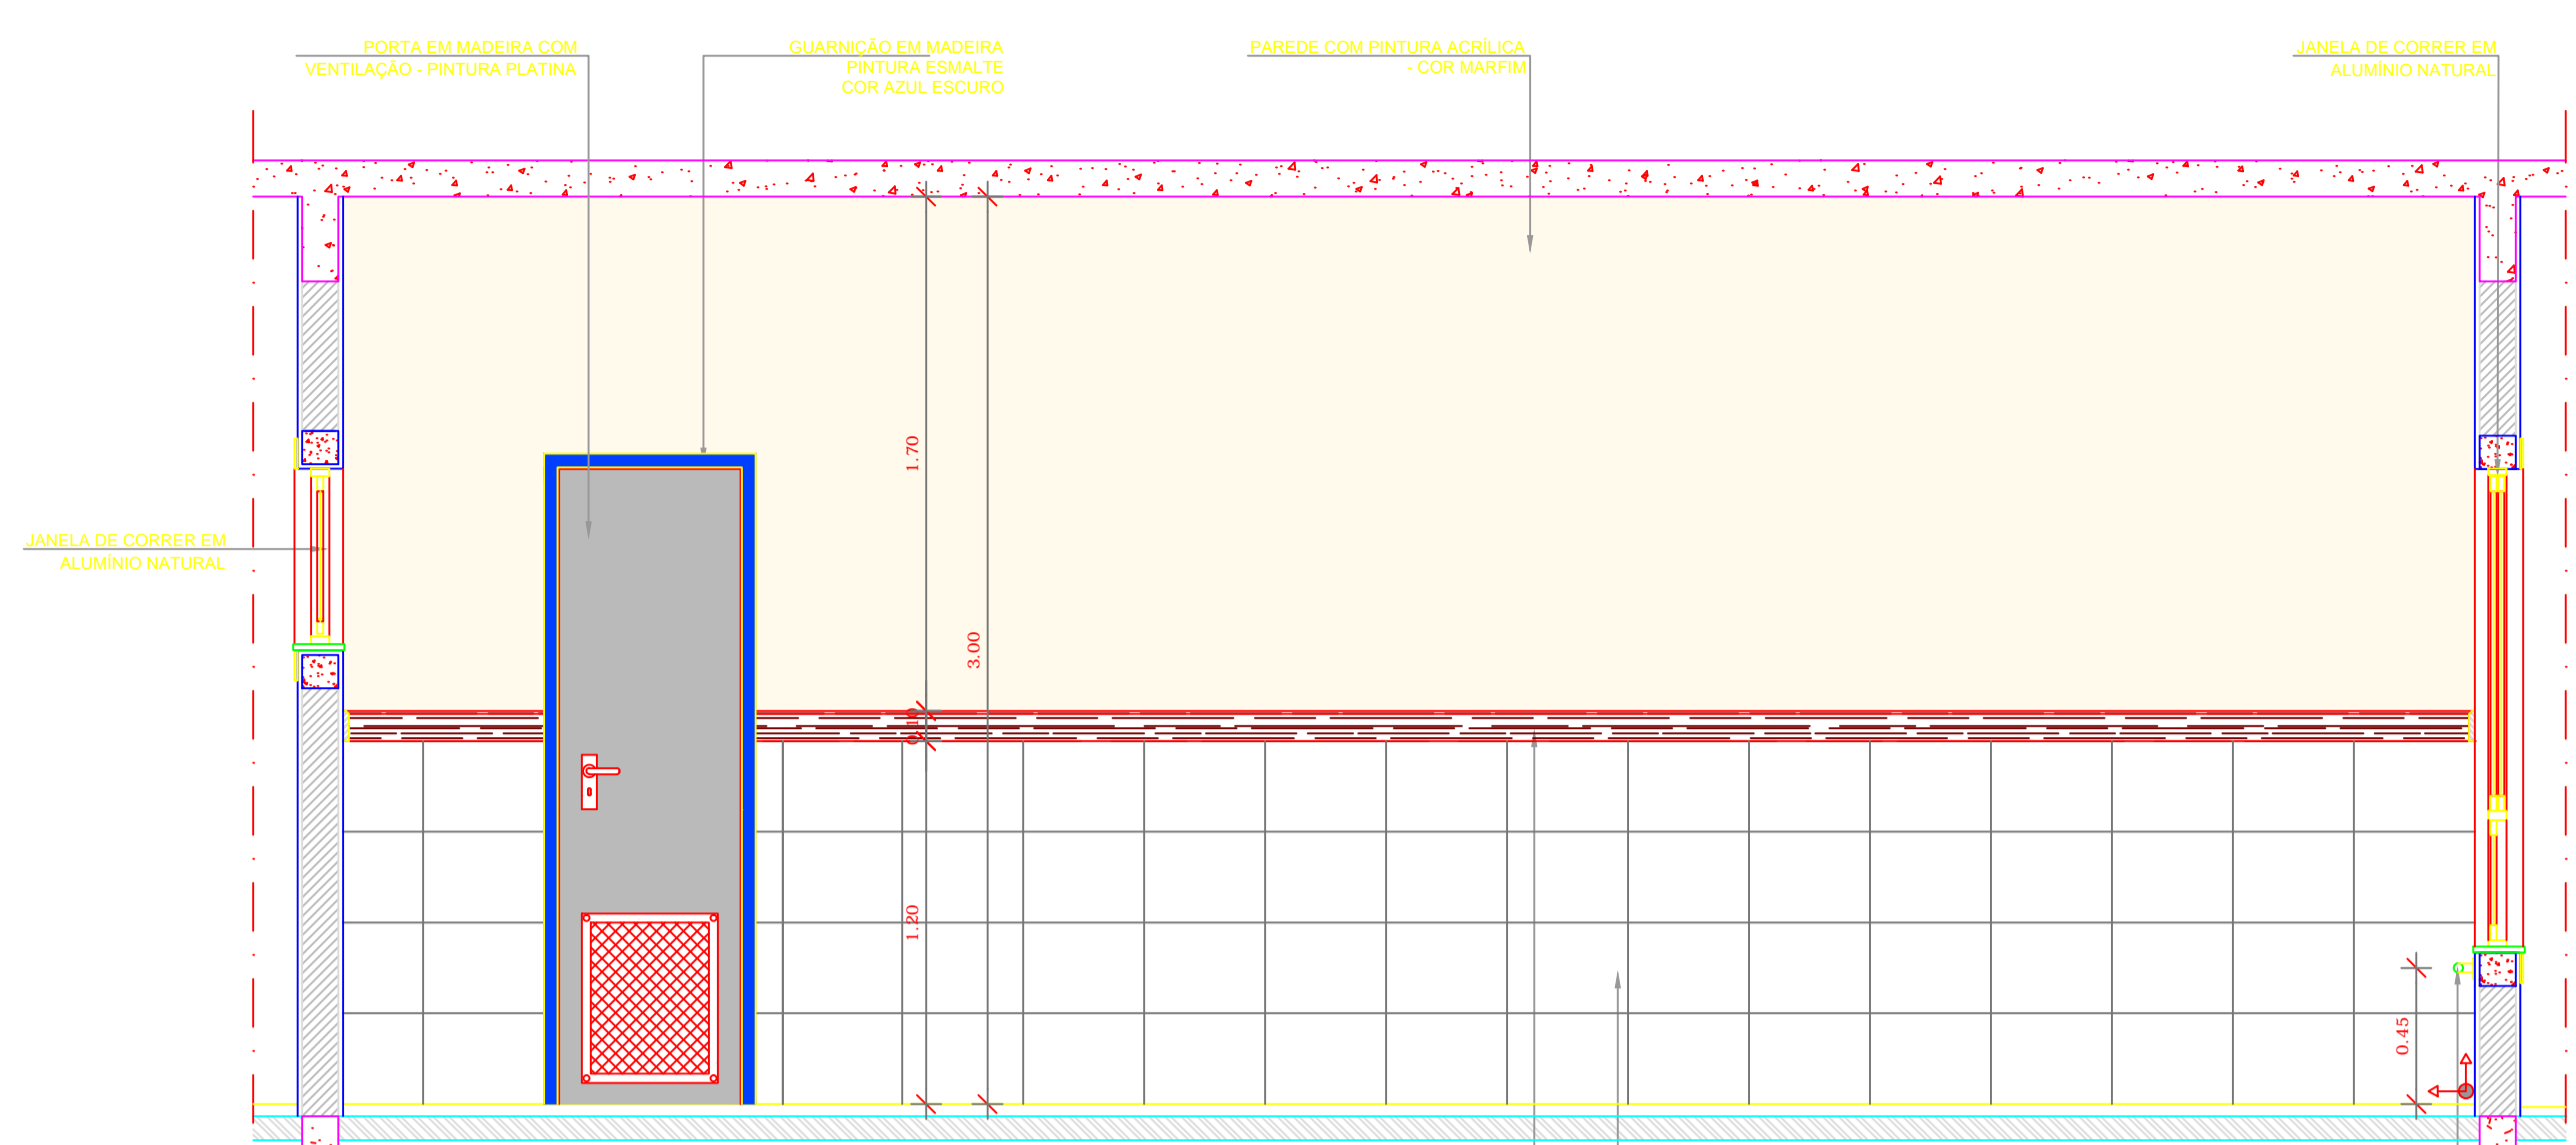 PORTA EM MADEIRA COM
VENTILAÇÃO - PINTURA PLATINA
GUARNIÇÃO EM MADEIRA
PINTURA ESMALTE
COR AZUL ESCURO
PAREDE COM PINTURA ACRÍLICA
- COR MARFIM
JANELA DE CORRER EM
ALUMÍNIO NATURAL
JANELA DE CORRER EM
ALUMÍNIO NATURAL
1.70
3.00
0.10
1.20
0.45